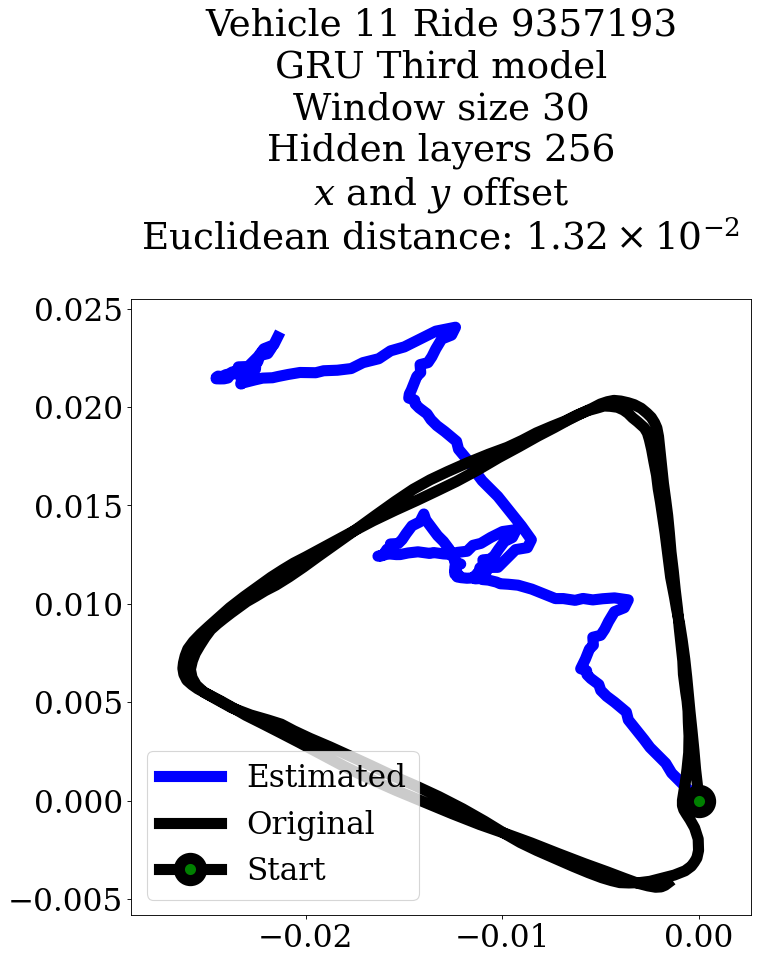 Vehicle 11 Ride 9357193
GRU Third model
Window size 30
Hidden layers 256
x and y offset
Euclidean distance: 1.32 × 10⁻²
0.025
0.020
0.015
0.010
0.005
0.000
−0.005
Estimated
Original
Start
−0.02
−0.01
0.00